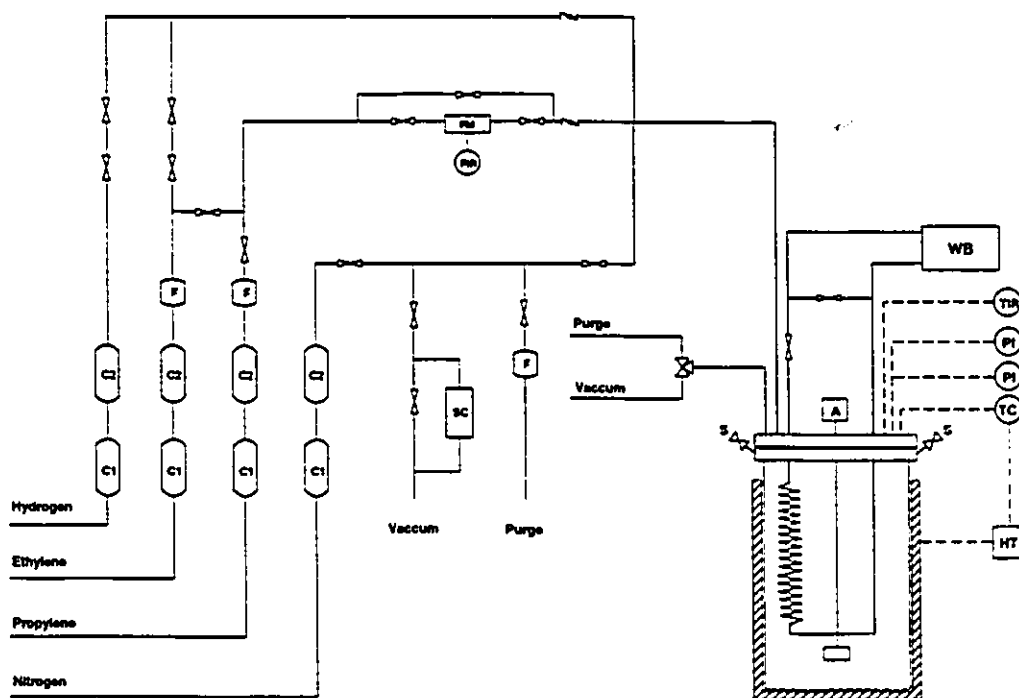 FM
FIR
WB
F
F
TIR
PI
PI
TC
Purge
Vaccum
F
C2
C2
C2
C2
SC
A
S
S
C1
C1
C1
C1
Hydrogen
Vaccum
Purge
HT
Ethylene
Propylene
Nitrogen